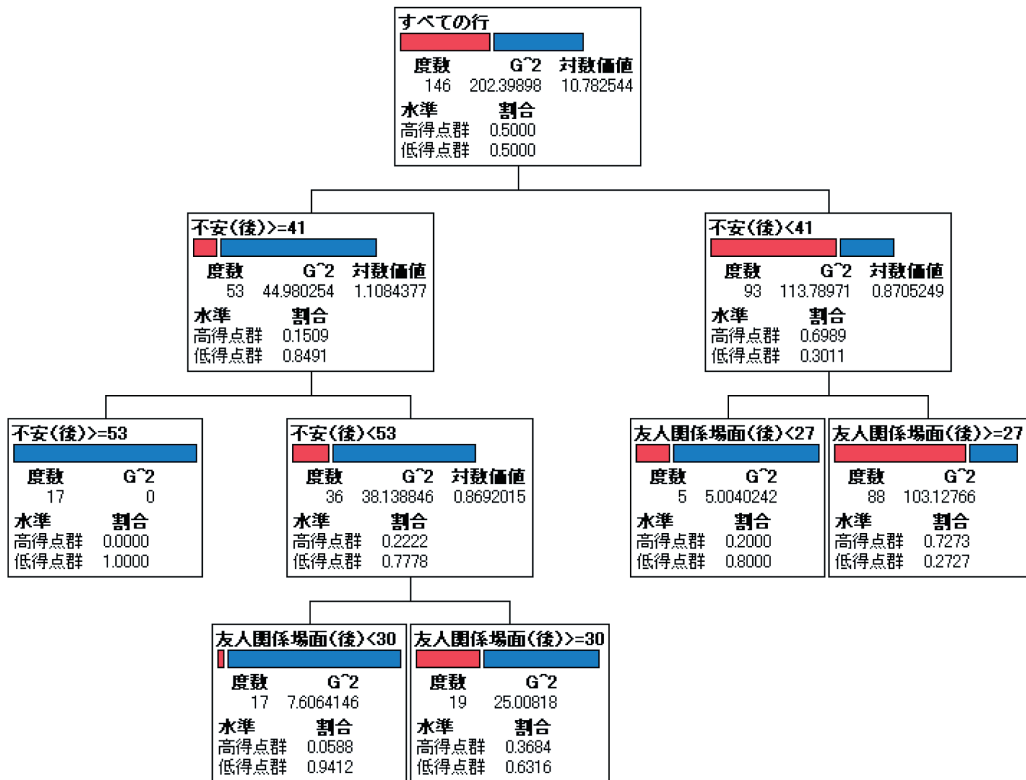 すべての行
度数 G^2 対数価値
146 202.39898 10.782544
水準 割合
高得点群 0.5000
低得点群 0.5000
不安(後)>=41
度数 G^2 対数価値
53 44.980254 1.1084377
水準 割合
高得点群 0.1509
低得点群 0.8491
不安(後)<41
度数 G^2 対数価値
93 113.78971 0.8705249
水準 割合
高得点群 0.6989
低得点群 0.3011
不安(後)>=53
度数 G^2
17 0
水準 割合
高得点群 0.0000
低得点群 1.0000
不安(後)<53
度数 G^2 対数価値
36 38.138846 0.8692015
水準 割合
高得点群 0.2222
低得点群 0.7778
友人関係場面(後)<27
度数 G^2
5 5.0040242
水準 割合
高得点群 0.2000
低得点群 0.8000
友人関係場面(後)>=27
度数 G^2
88 103.12766
水準 割合
高得点群 0.7273
低得点群 0.2727
友人関係場面(後)<30
度数 G^2
17 7.6064146
水準 割合
高得点群 0.0588
低得点群 0.9412
友人関係場面(後)>=30
度数 G^2
19 25.00818
水準 割合
高得点群 0.3684
低得点群 0.6316